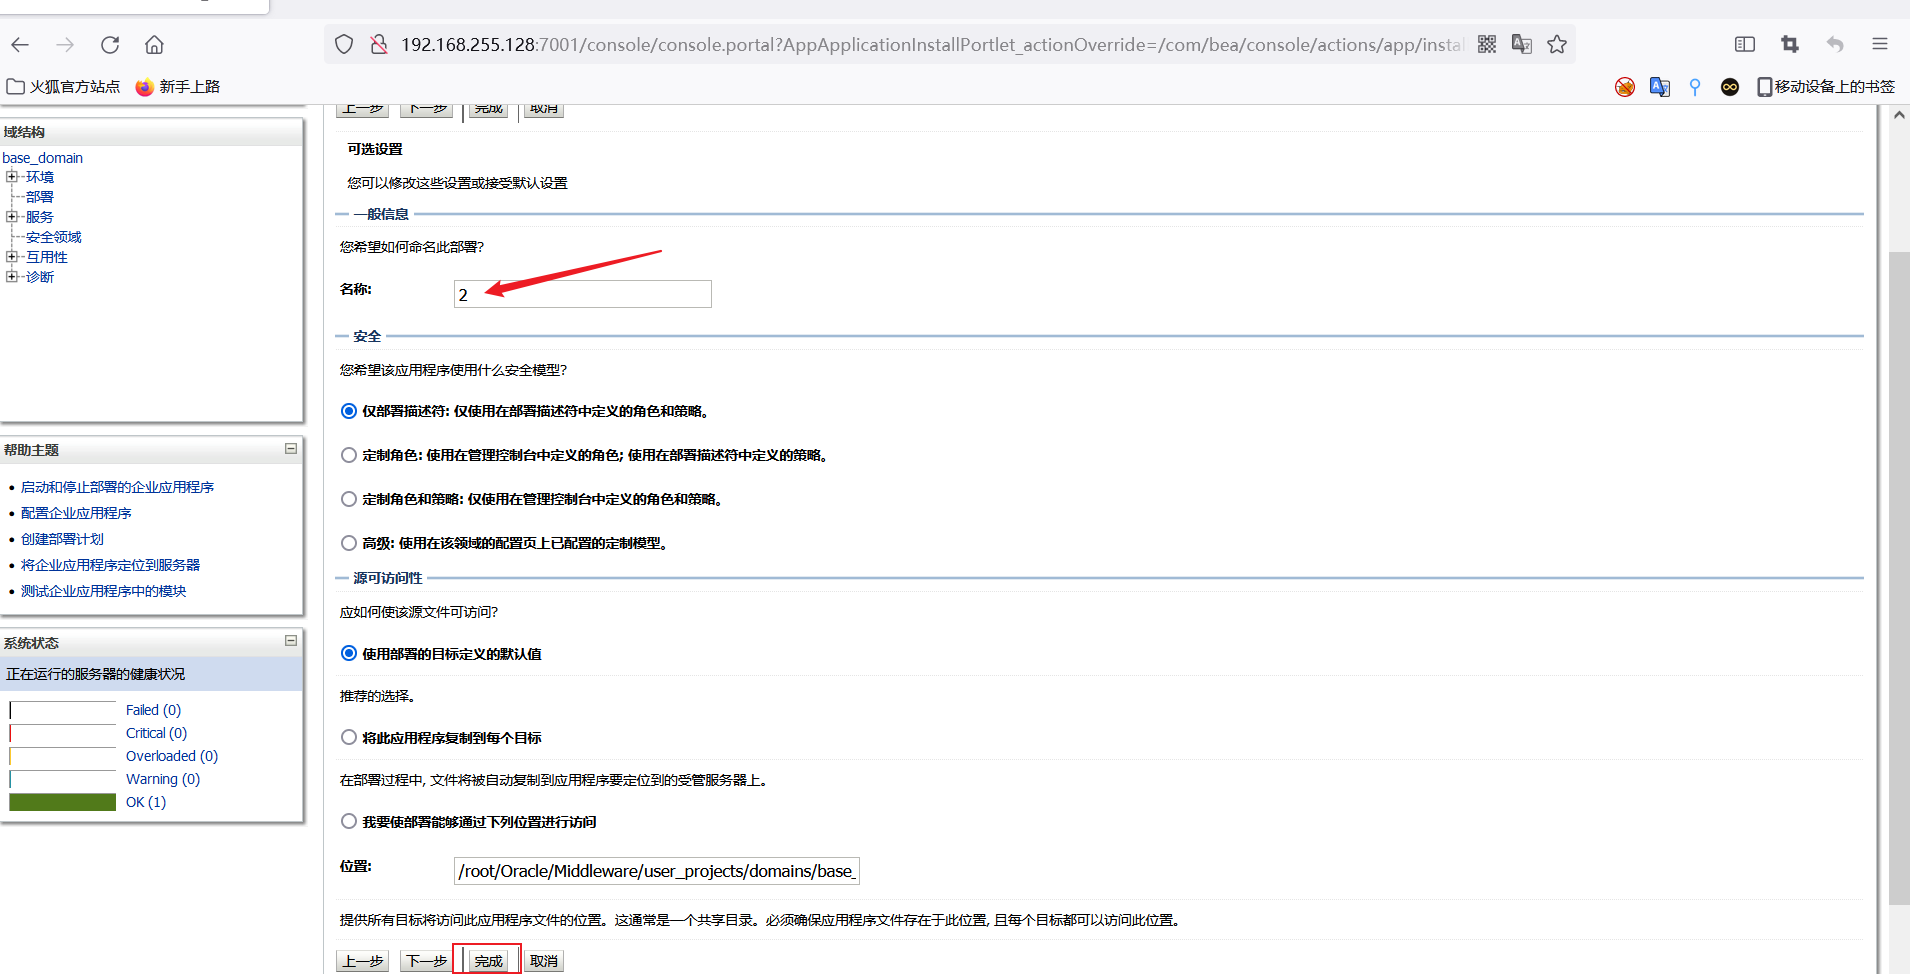 192.168.255.128:7001/console/console.portal?AppApplicationInstallPortlet_actionOverride=/com/bea/console/actions/app/instal
火狐官方站点 新手上路 移动设备上的书签
上一步 下一步 完成 取消
域结构
base_domain
环境
部署
服务
安全领域
互用性
诊断
帮助主题
启动和停止部署的企业应用程序
配置企业应用程序
创建部署计划
将企业应用程序定位到服务器
测试企业应用程序中的模块
系统状态
正在运行的服务器的健康状况
Failed (0)
Critical (0)
Overloaded (0)
Warning (0)
OK (1)
可选设置
您可以修改这些设置或接受默认设置
一般信息
您希望如何命名此部署?
名称: 2
安全
您希望该应用程序使用什么安全模型?
仅部署描述符: 仅使用在部署描述符中定义的角色和策略。
定制角色: 使用在管理控制台中定义的角色; 使用在部署描述符中定义的策略。
定制角色和策略: 仅使用在管理控制台中定义的角色和策略。
高级: 使用在该领域的配置页上已配置的定制模型。
源可访问性
应如何使该源文件可访问?
使用部署的目标定义的默认值
推荐的选择。
将此应用程序复制到每个目标
在部署过程中, 文件将被自动复制到应用程序要定位到的受管服务器上。
我要使部署能够通过下列位置进行访问
位置: /root/Oracle/Middleware/user_projects/domains/base_
提供所有目标将访问此应用程序文件的位置。这通常是一个共享目录。必须确保应用程序文件存在于此位置, 且每个目标都可以访问此位置。
上一步 下一步 完成 取消